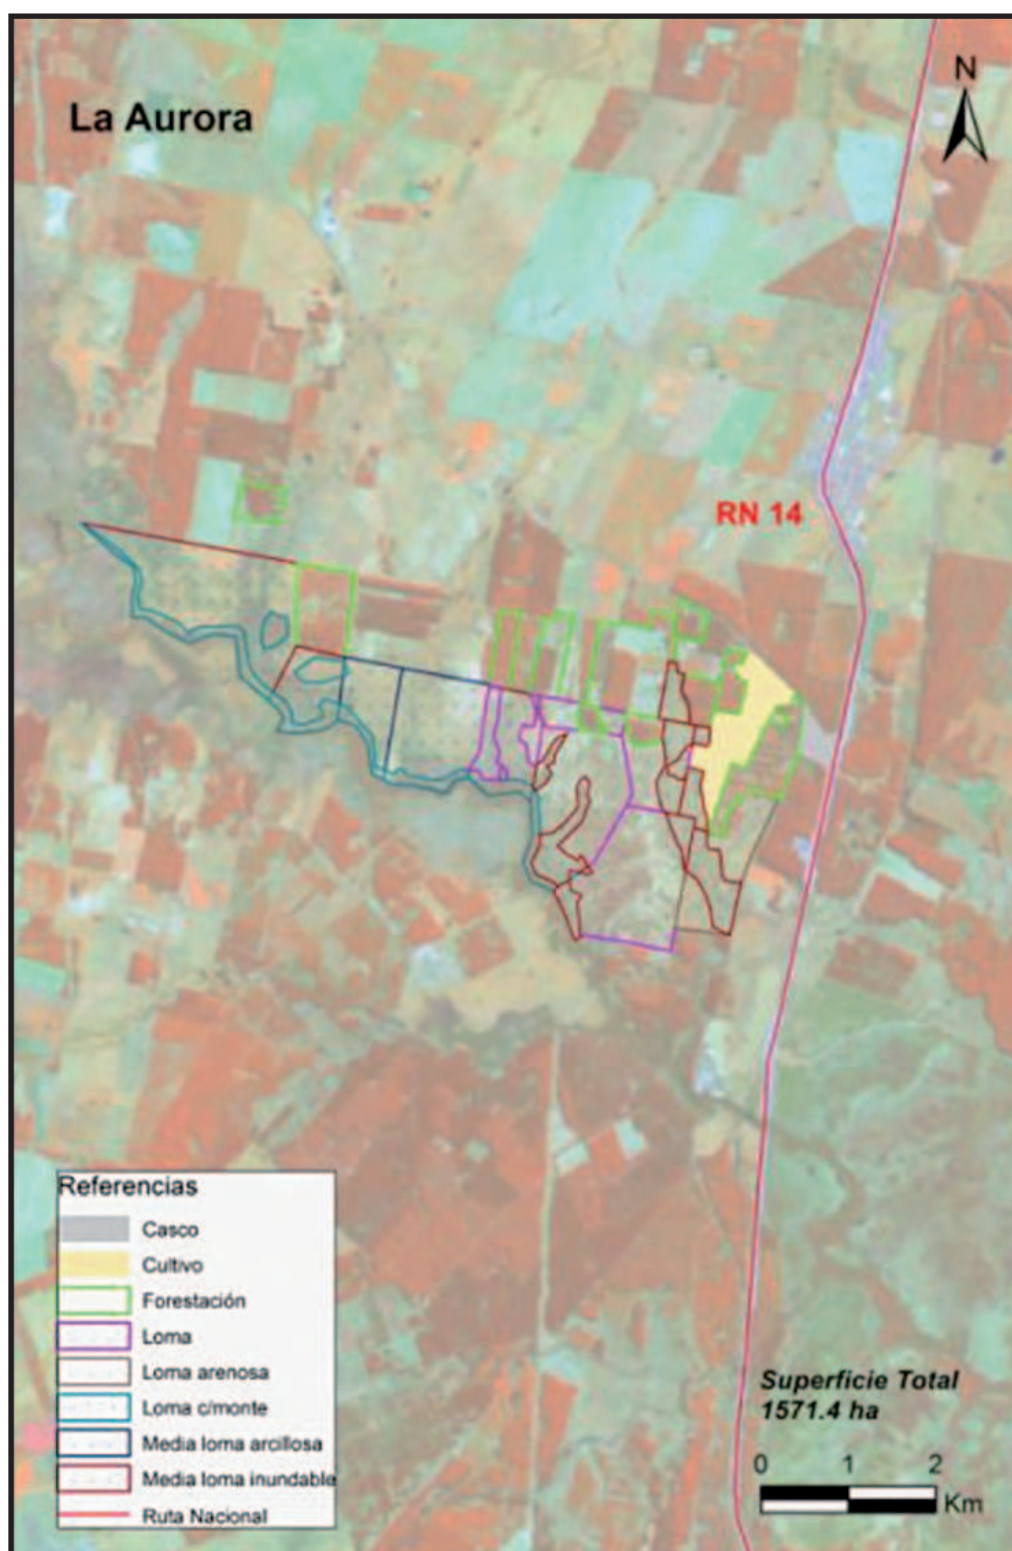 La Aurora
N
RN 14
Referencias
Casco
Cultivo
Forestación
Loma
Loma arenosa
Loma c/monte
Media loma arcillosa
Media loma inundable
Ruta Nacional
Superficie Total
1571.4 ha
0 1 2
Km